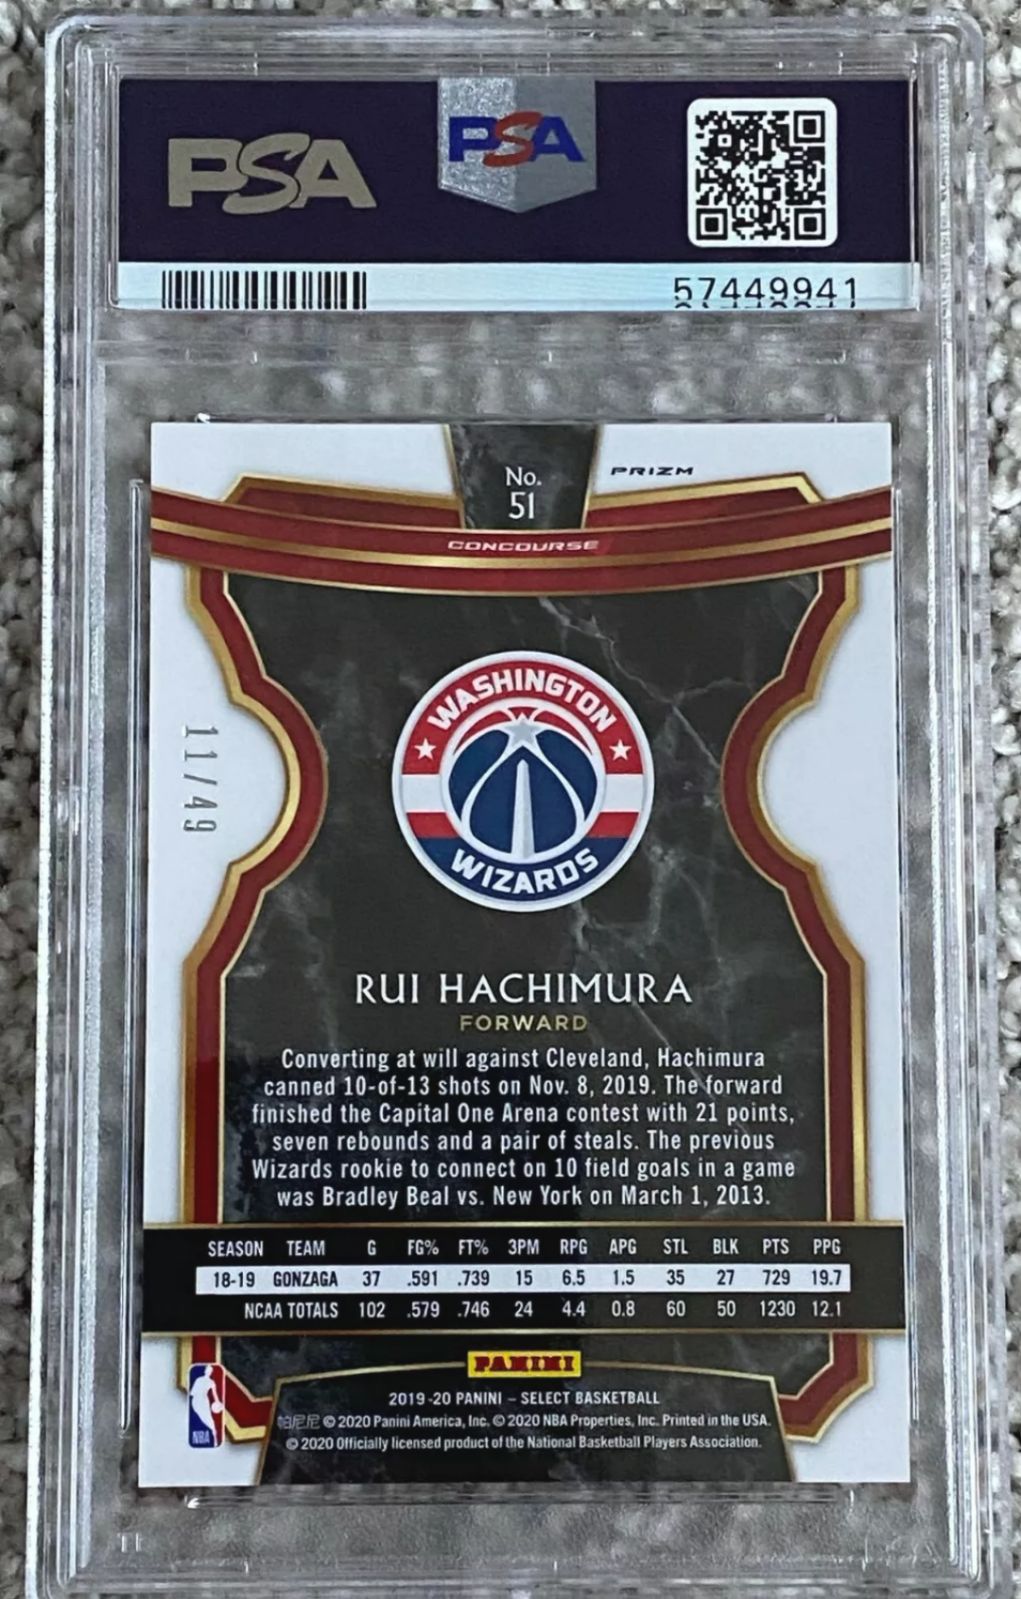 PSA PSA
57449941
No.
51
PRIZM
CONCOURSE
WASHINGTON
WIZARDS
11/49
RUI HACHIMURA
FORWARD
Converting at will against Cleveland, Hachimura
canned 10-of-13 shots on Nov. 8, 2019. The forward
finished the Capital One Arena contest with 21 points,
seven rebounds and a pair of steals. The previous
Wizards rookie to connect on 10 field goals in a game
was Bradley Beal vs. New York on March 1, 2013.
SEASON TEAM G FG% FT% 3PM RPG APG STL BLK PTS PPG
18-19 GONZAGA 37 .591 .739 15 6.5 1.5 35 27 729 19.7
NCAA TOTALS 102 .579 .746 24 4.4 0.8 60 50 1230 12.1
PANINI
2019-20 PANINI – SELECT BASKETBALL
帕尼尼 © 2020 Panini America, Inc. © 2020 NBA Properties, Inc. Printed in the USA.
© 2020 Officially licensed product of the National Basketball Players Association.
NBA